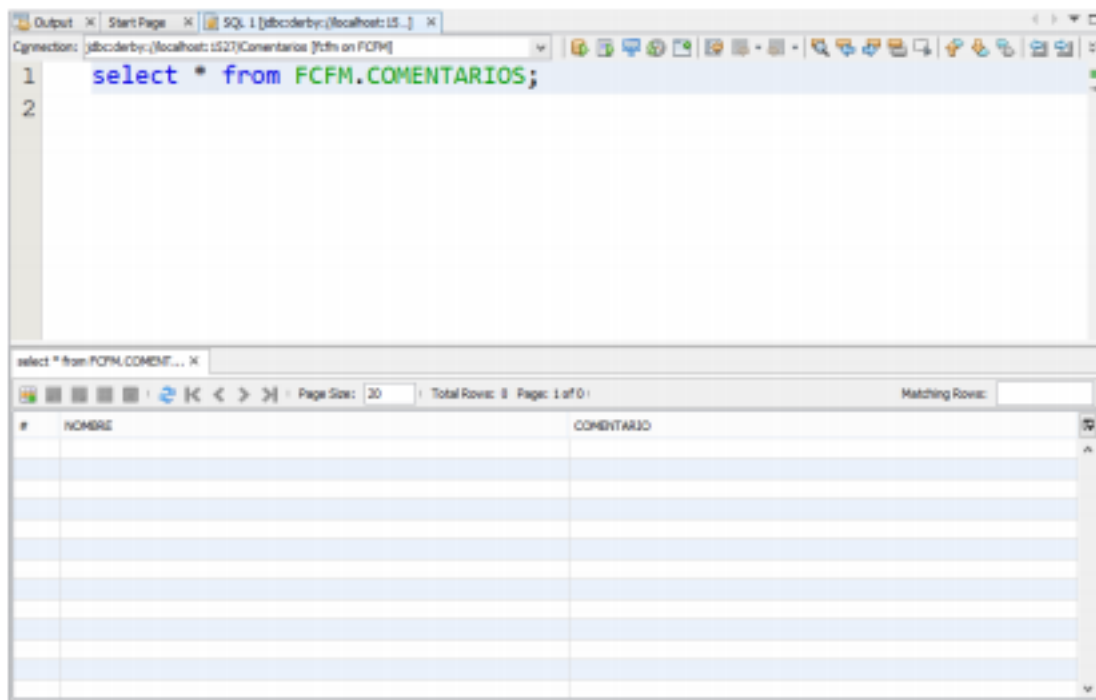 Output Start Page SQL 1 [jdbc:derby://localhost:15...]
Connection: jdbc:derby://localhost:1527/Comentarios [fcfm on FCFM]
1 select * from FCFM.COMENTARIOS;
2
select * from FCFM.COMENT...
Page Size: 20 Total Rows: 0 Page: 1 of 0 Matching Rows:
# NOMBRE COMENTARIO